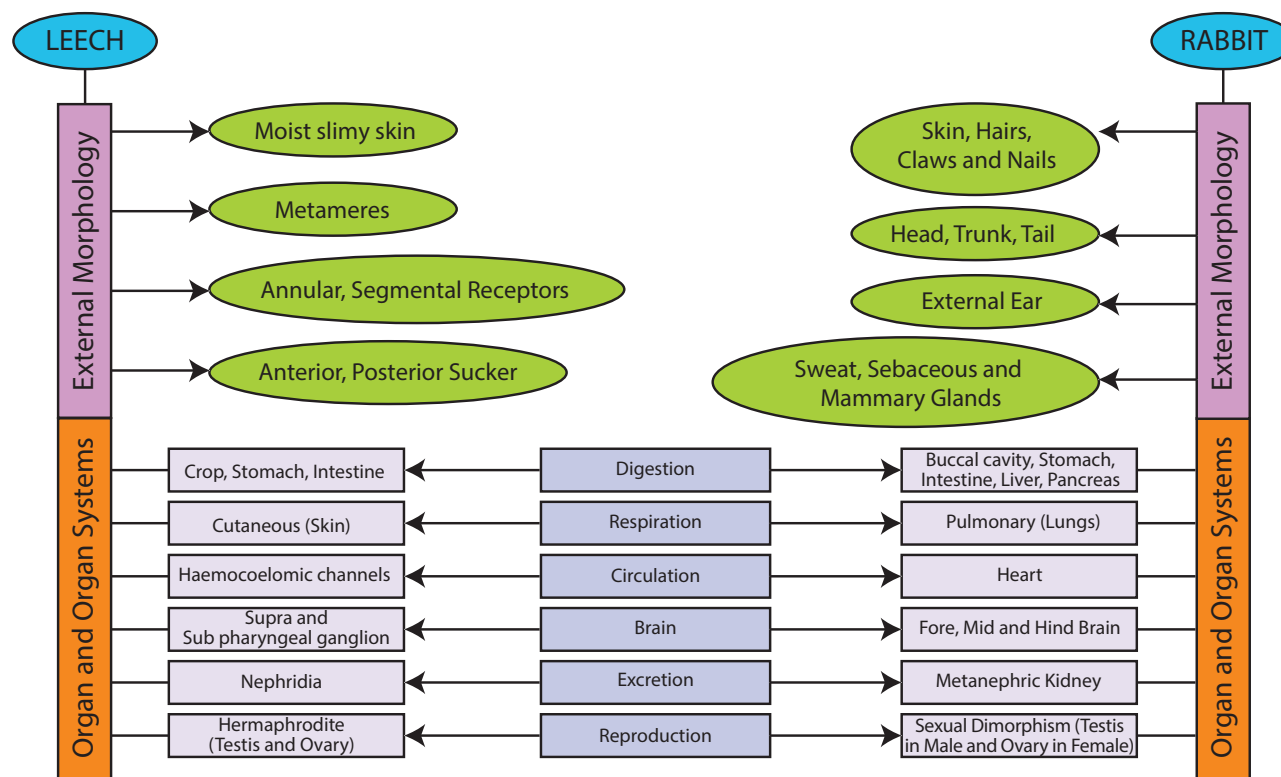 LEECH
RABBIT
External Morphology
Moist slimy skin
Metameres
Annular, Segmental Receptors
Anterior, Posterior Sucker
Skin, Hairs,
Claws and Nails
Head, Trunk, Tail
External Ear
Sweat, Sebaceous and
Mammary Glands
External Morphology
Organ and Organ Systems
Crop, Stomach, Intestine
Digestion
Buccal cavity, Stomach,
Intestine, Liver, Pancreas
Cutaneous (Skin)
Respiration
Pulmonary (Lungs)
Haemocoelomic channels
Circulation
Heart
Supra and
Sub pharyngeal ganglion
Brain
Fore, Mid and Hind Brain
Nephridia
Excretion
Metanephric Kidney
Hermaphrodite
(Testis and Ovary)
Reproduction
Sexual Dimorphism (Testis
in Male and Ovary in Female)
Organ and Organ Systems